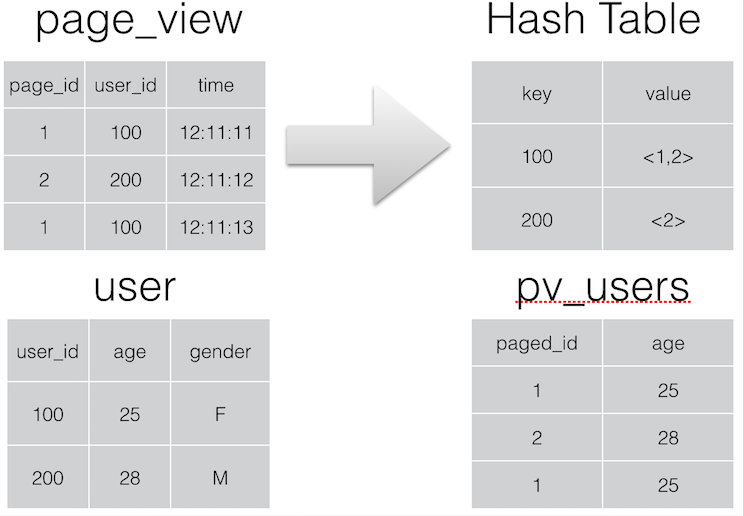 page_view
page_id user_id time
1 100 12:11:11
2 200 12:11:12
1 100 12:11:13
Hash Table
key value
100 <1,2>
200 <2>
user
user_id age gender
100 25 F
200 28 M
pv_users
paged_id age
1 25
2 28
1 25